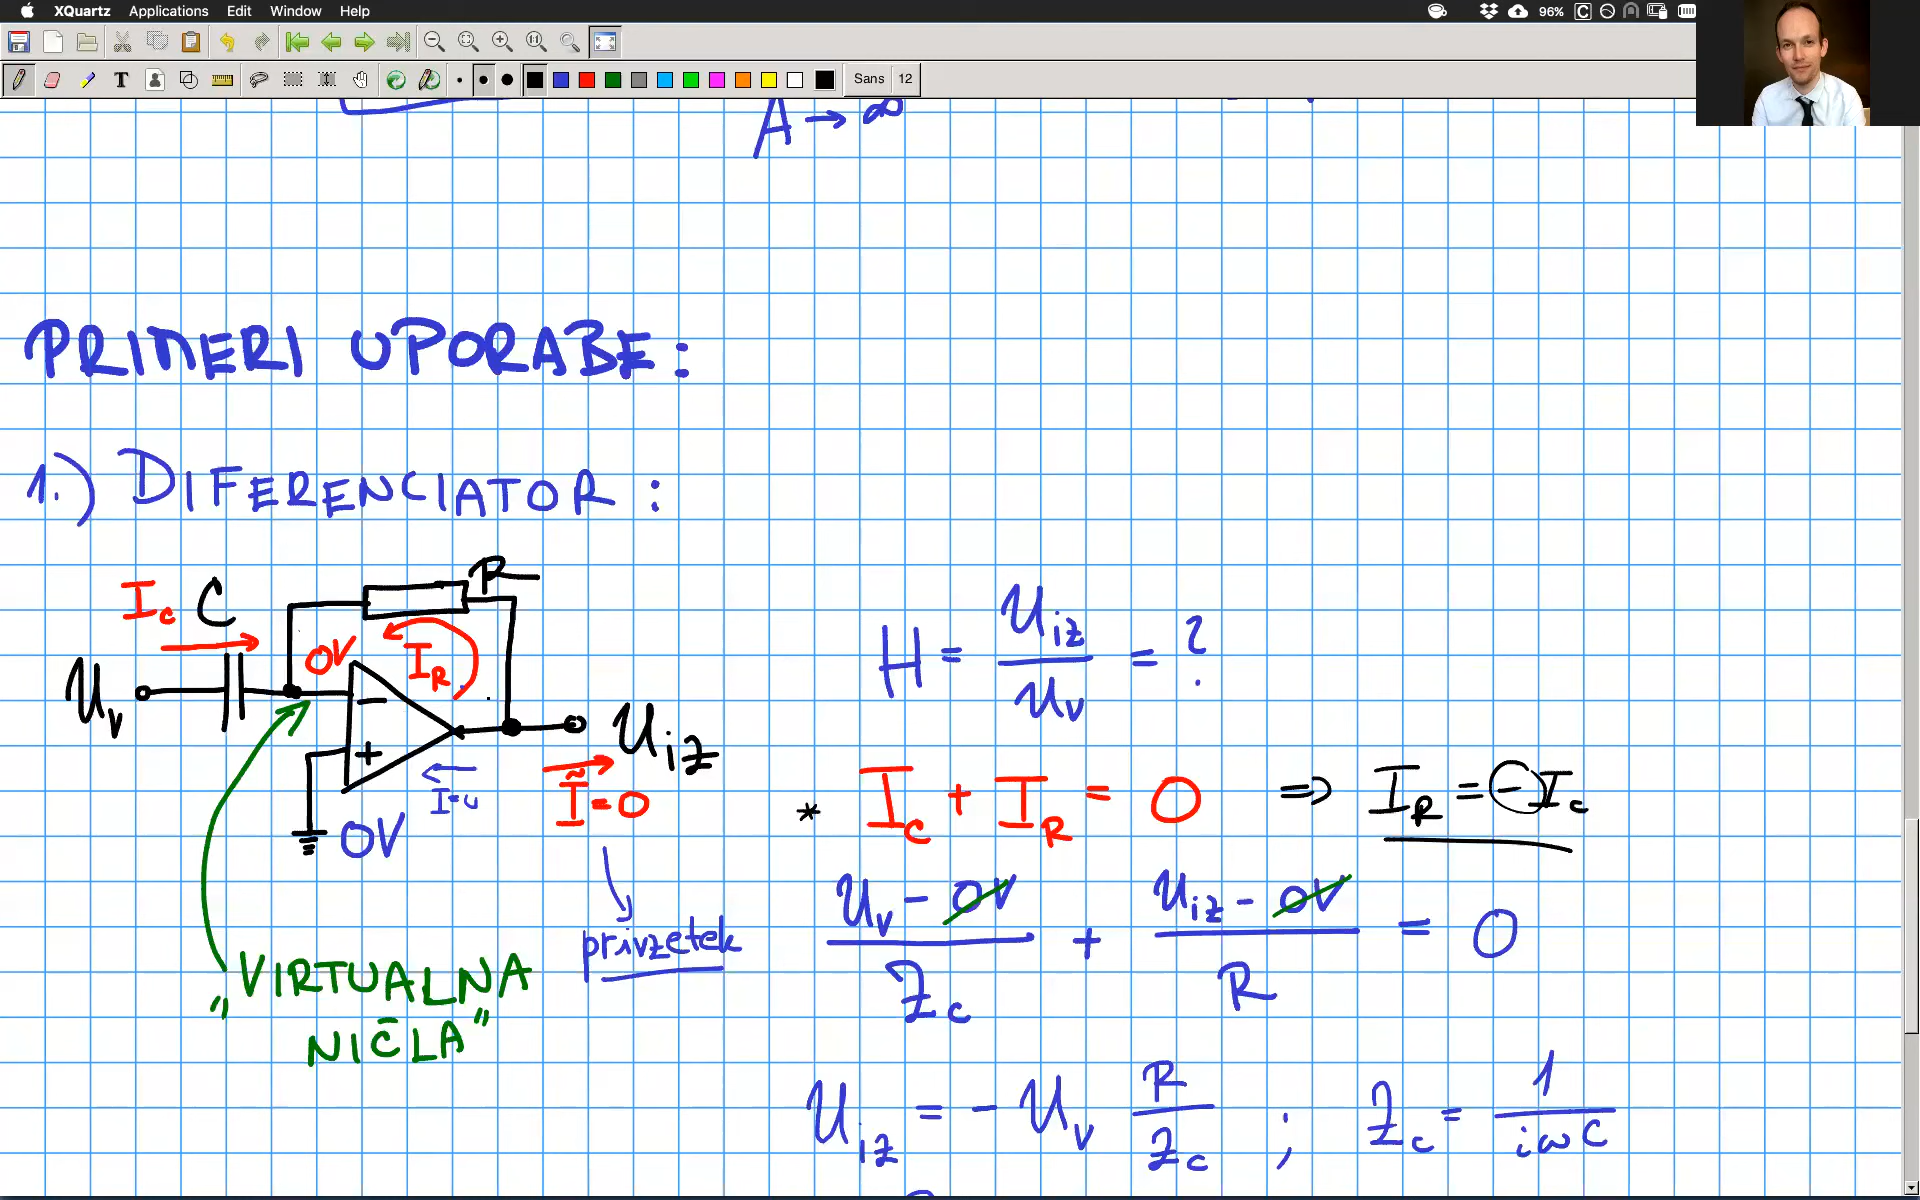 XQuartz Applications Edit Window Help
96%
Sans 12
A → ∞
PRIMERI UPORABE:
1.) DIFERENCIATOR:
I_C C
R
0V
I_R
U_v
−
+
U_iz
I=0
Ĩ=0
0V
privzetek
"VIRTUALNA
NIČLA"
H = U_iz / U_v = ?
* I_C + I_R = 0 ⇒ I_R = −I_C
(U_v − 0V) / Z_C + (U_iz − 0V) / R = 0
U_iz = − U_v R / Z_C ; Z_C = 1 / iωC